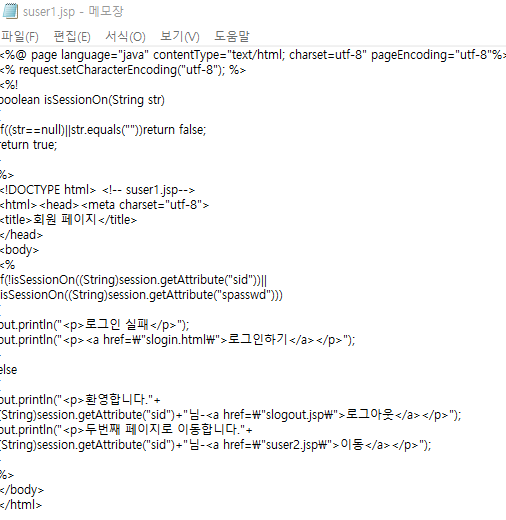 suser1.jsp - 메모장
파일(F) 편집(E) 서식(O) 보기(V) 도움말
<%@ page language="java" contentType="text/html; charset=utf-8" pageEncoding="utf-8"%>
<% request.setCharacterEncoding("utf-8"); %>
<%!
boolean isSessionOn(String str)
{
if((str==null)||str.equals(""))return false;
return true;
}
%>
<!DOCTYPE html> <!-- suser1.jsp-->
<html><head><meta charset="utf-8">
<title>회원 페이지</title>
</head>
<body>
<%
if(!isSessionOn((String)session.getAttribute("sid"))||
!isSessionOn((String)session.getAttribute("spasswd")))
{
out.println("<p>로그인 실패</p>");
out.println("<p><a href=₩"slogin.html₩">로그인하기</a></p>");
}
else
{
out.println("<p>환영합니다."+
(String)session.getAttribute("sid")+"님-<a href=₩"slogout.jsp₩">로그아웃</a></p>");
out.println("<p>두번째 페이지로 이동합니다."+
(String)session.getAttribute("sid")+"님-<a href=₩"suser2.jsp₩">이동</a></p>");
}
%>
</body>
</html>